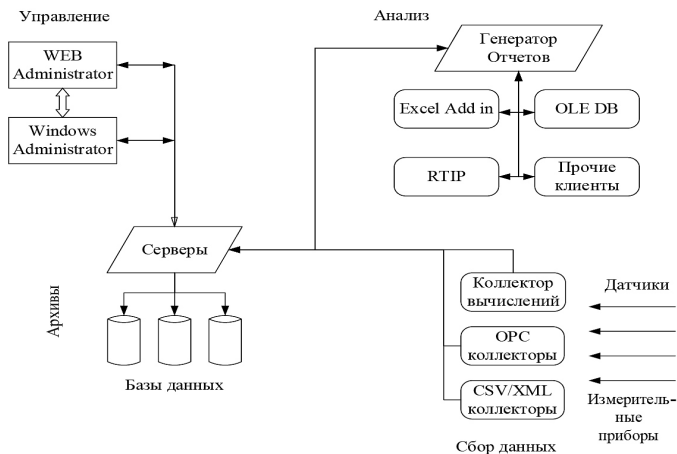 Управление
WEB
Administrator
Windows
Administrator
Анализ
Генератор
Отчетов
Excel Add in
OLE DB
RTIP
Прочие
клиенты
Серверы
Архивы
Базы данных
Коллектор
вычислений
OPC
коллекторы
CSV/XML
коллекторы
Сбор данных
Датчики
Измеритель-
ные
приборы